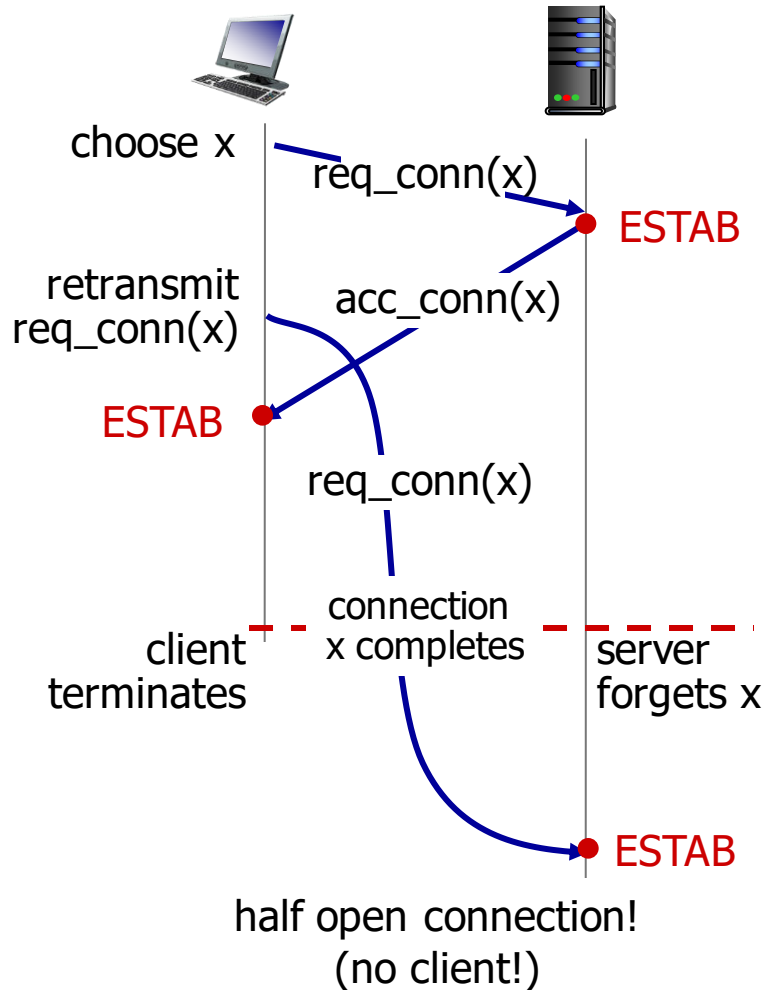 choose x
req_conn(x)
ESTAB
retransmit
req_conn(x)
acc_conn(x)
ESTAB
req_conn(x)
connection
x completes
client
terminates
server
forgets x
ESTAB
half open connection!
(no client!)